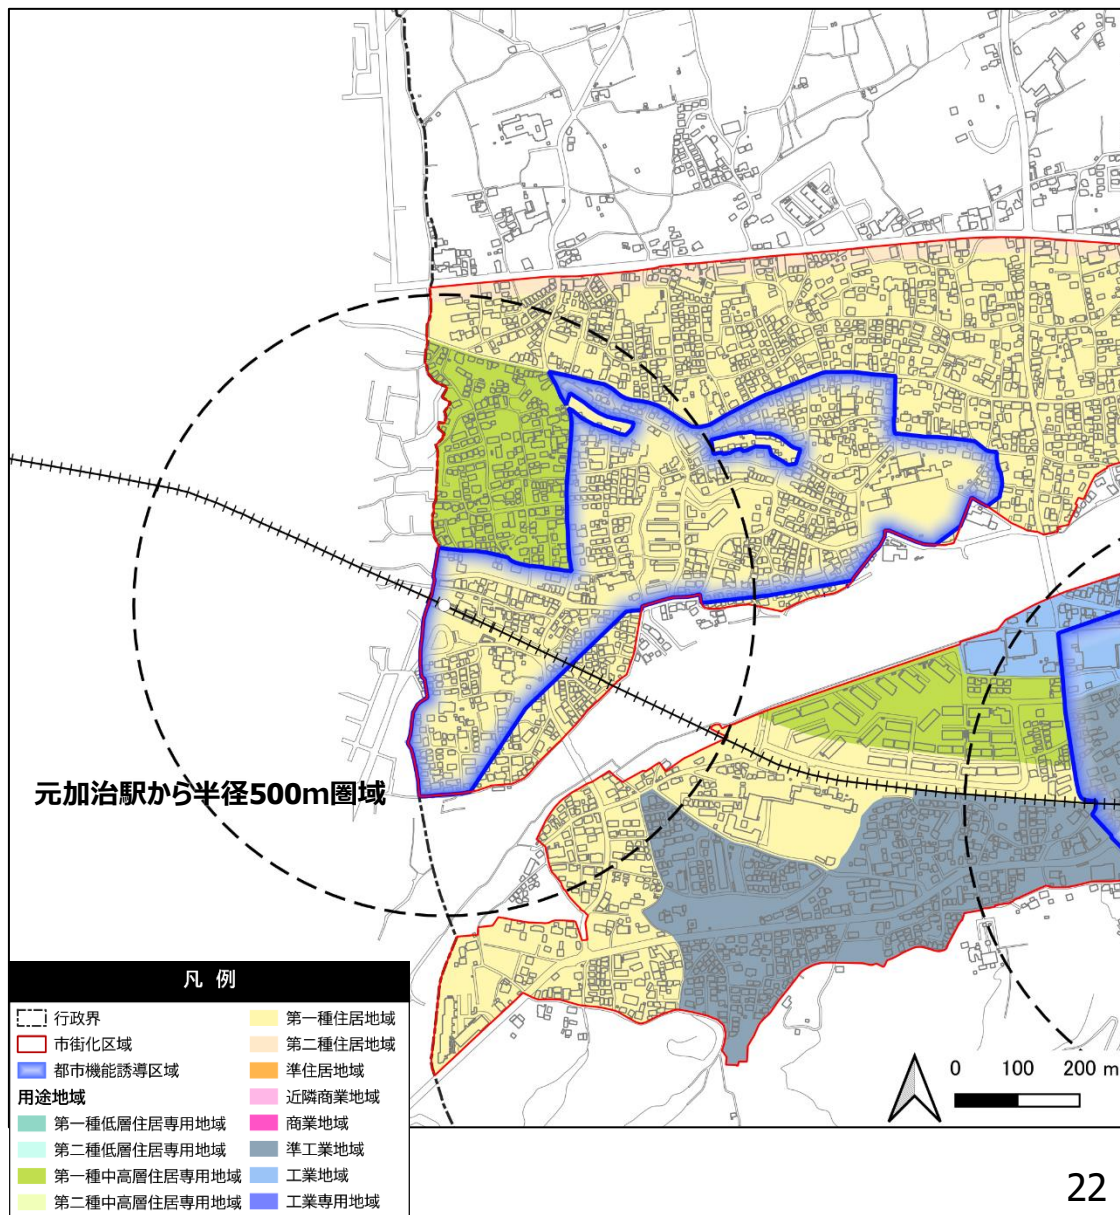 元加治駅から半径500m圏域
凡 例
行政界
市街化区域
都市機能誘導区域
用途地域
第一種低層住居専用地域
第二種低層住居専用地域
第一種中高層住居専用地域
第二種中高層住居専用地域
第一種住居地域
第二種住居地域
準住居地域
近隣商業地域
商業地域
準工業地域
工業地域
工業専用地域
0 100 200 m
22